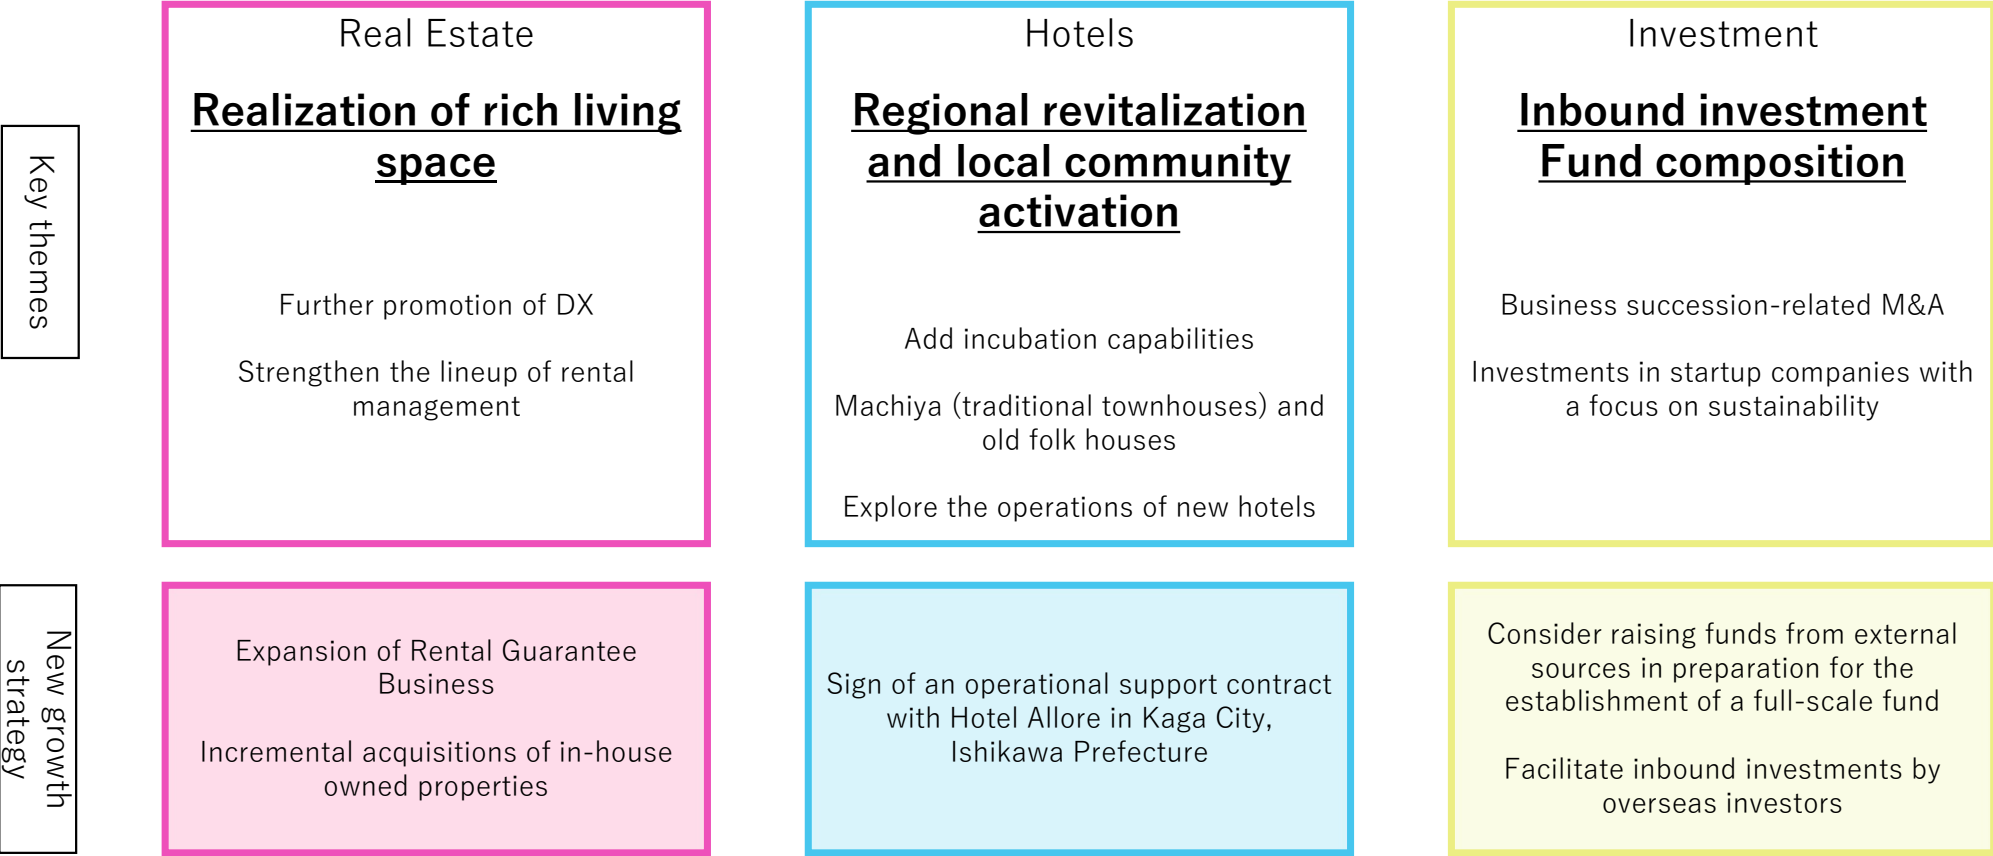 Key themes
Real Estate
Realization of rich living
space
Further promotion of DX
Strengthen the lineup of rental
management
Hotels
Regional revitalization
and local community
activation
Add incubation capabilities
Machiya (traditional townhouses) and
old folk houses
Explore the operations of new hotels
Investment
Inbound investment
Fund composition
Business succession-related M&A
Investments in startup companies with
a focus on sustainability
New growth
strategy
Expansion of Rental Guarantee
Business
Incremental acquisitions of in-house
owned properties
Sign of an operational support contract
with Hotel Allore in Kaga City,
Ishikawa Prefecture
Consider raising funds from external
sources in preparation for the
establishment of a full-scale fund
Facilitate inbound investments by
overseas investors